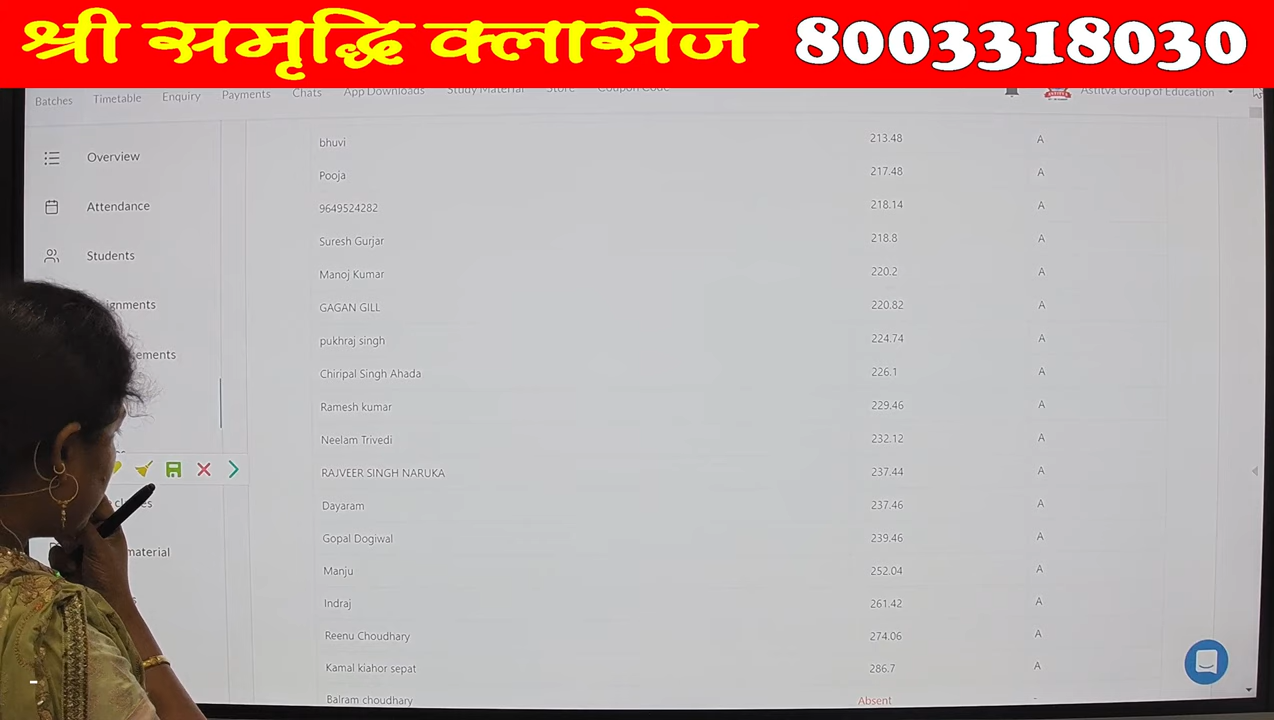 श्री समृद्धि क्लासेज 8003318030
Batches Timetable Enquiry Payments Chats App Downloads Study Material Store Coupon Code Astitva Group of Education
Overview
Attendance
Students
ignments
ements
material
bhuvi 213.48 A
Pooja 217.48 A
9649524282 218.14 A
Suresh Gurjar 218.8 A
Manoj Kumar 220.2 A
GAGAN GILL 220.82 A
pukhraj singh 224.74 A
Chiripal Singh Ahada 226.1 A
Ramesh kumar 229.46 A
Neelam Trivedi 232.12 A
RAJVEER SINGH NARUKA 237.44 A
Dayaram 237.46 A
Gopal Dogiwal 239.46 A
Manju 252.04 A
Indraj 261.42 A
Reenu Choudhary 274.06 A
Kamal kiahor sepat 286.7 A
Balram choudhary Absent -